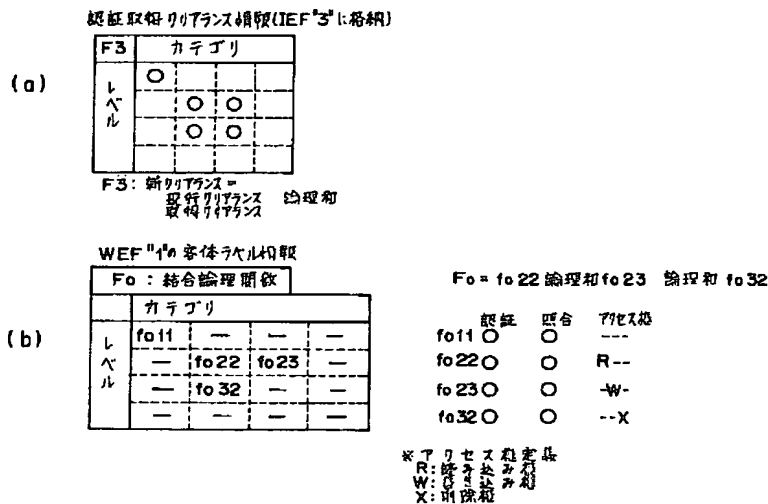 認証取得クリアランス情報(IEF"3"に格納)
(a)
F3 カテゴリ
レベル
F3: 新クリアランス=
現行クリアランス 論理和
取得クリアランス
WEF"1"の客体ラベル情報
(b)
Fo : 結合論理関数
カテゴリ
レベル
fo11 — — —
— fo22 fo23 —
— fo32 — —
— — — —
Fo= fo22 論理和 fo23 論理和 fo32
認証 照合 アクセス権
fo11 ○ ○ ---
fo22 ○ ○ R--
fo23 ○ ○ -W-
fo32 ○ ○ --X
※アクセス権定義
R:読み込み権
W:書き込み権
X:削除権